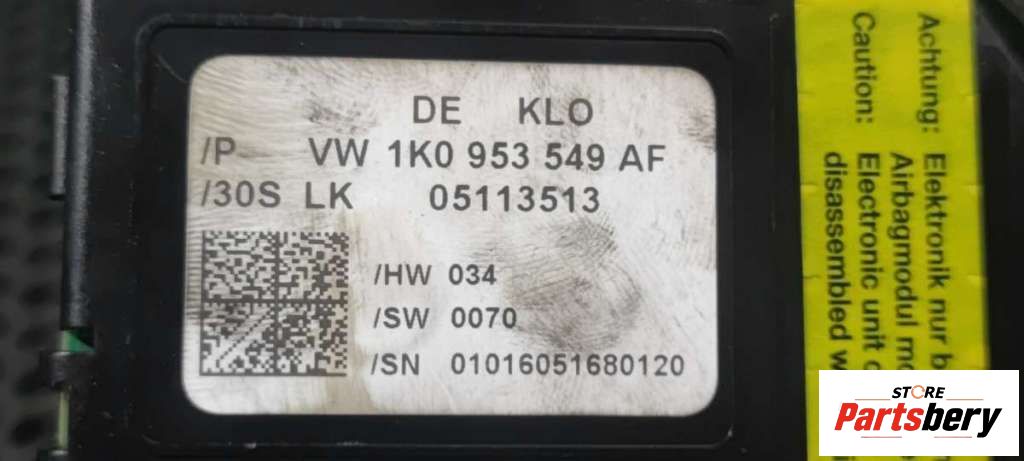 DE KLO
/P VW 1K0 953 549 AF
/30S LK 05113513
/HW 034
/SW 0070
/SN 01016051680120
Achtung: Elektronik nur b
Airbagmodul mo
Caution: Electronic unit
disassembled w
STORE
Partsbery